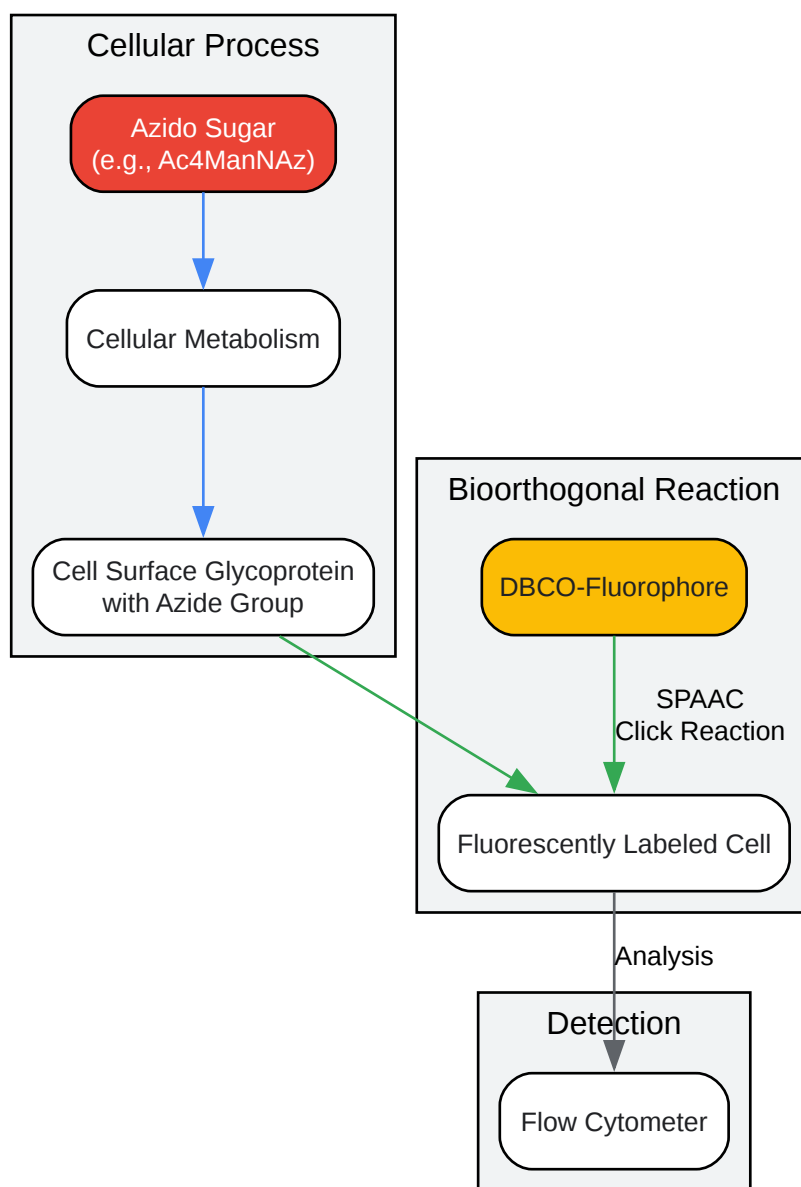 Cellular Process
Azido Sugar
(e.g., Ac4ManNAz)
Cellular Metabolism
Cell Surface Glycoprotein
with Azide Group
Bioorthogonal Reaction
DBCO-Fluorophore
SPAAC
Click Reaction
Fluorescently Labeled Cell
Analysis
Detection
Flow Cytometer